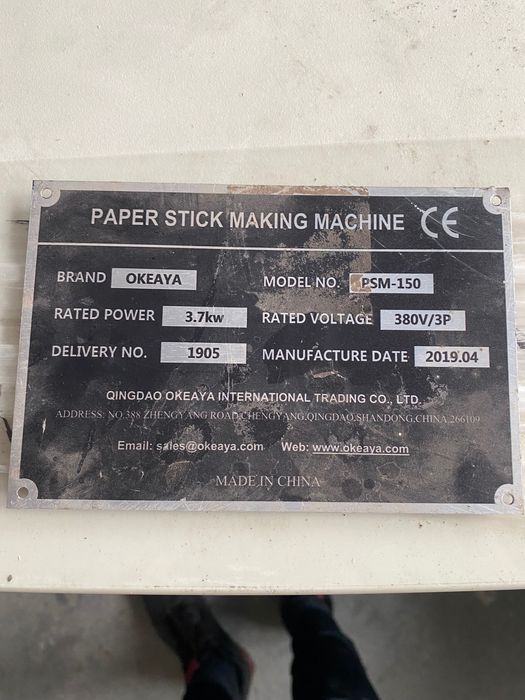 PAPER STICK MAKING MACHINE CE
BRAND OKEAYA MODEL NO. PSM-150
RATED POWER 3.7kw RATED VOLTAGE 380V/3P
DELIVERY NO. 1905 MANUFACTURE DATE 2019.04
QINGDAO OKEAYA INTERNATIONAL TRADING CO., LTD.
ADDRESS: NO.388 ZHENGYANG ROAD,CHENGYANG,QINGDAO,SHANDONG,CHINA,266109
Email: sales@okeaya.com Web: www.okeaya.com
MADE IN CHINA